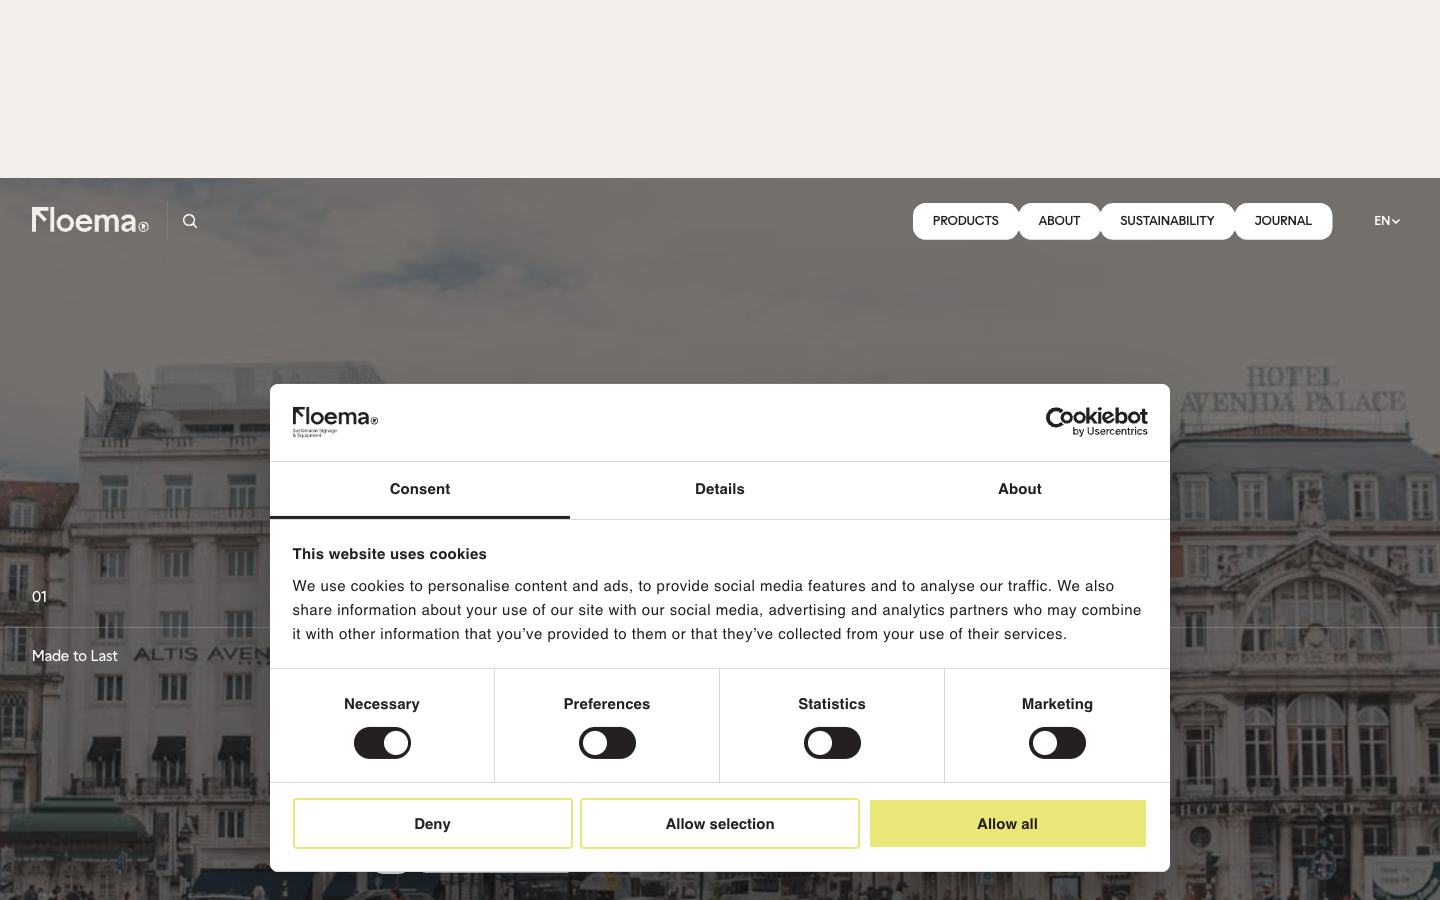 Floema®
PRODUCTS
ABOUT
SUSTAINABILITY
JOURNAL
EN
HOTEL
AVENIDA PALACE
Floema®
Sustainable Signage
& Equipment
Cookiebot
by Usercentrics
Consent
Details
About
This website uses cookies
We use cookies to personalise content and ads, to provide social media features and to analyse our traffic. We also
share information about your use of our site with our social media, advertising and analytics partners who may combine
it with other information that you’ve provided to them or that they’ve collected from your use of their services.
01
Made to Last
ALTIS AVEN
Necessary
Preferences
Statistics
Marketing
Deny
Allow selection
Allow all